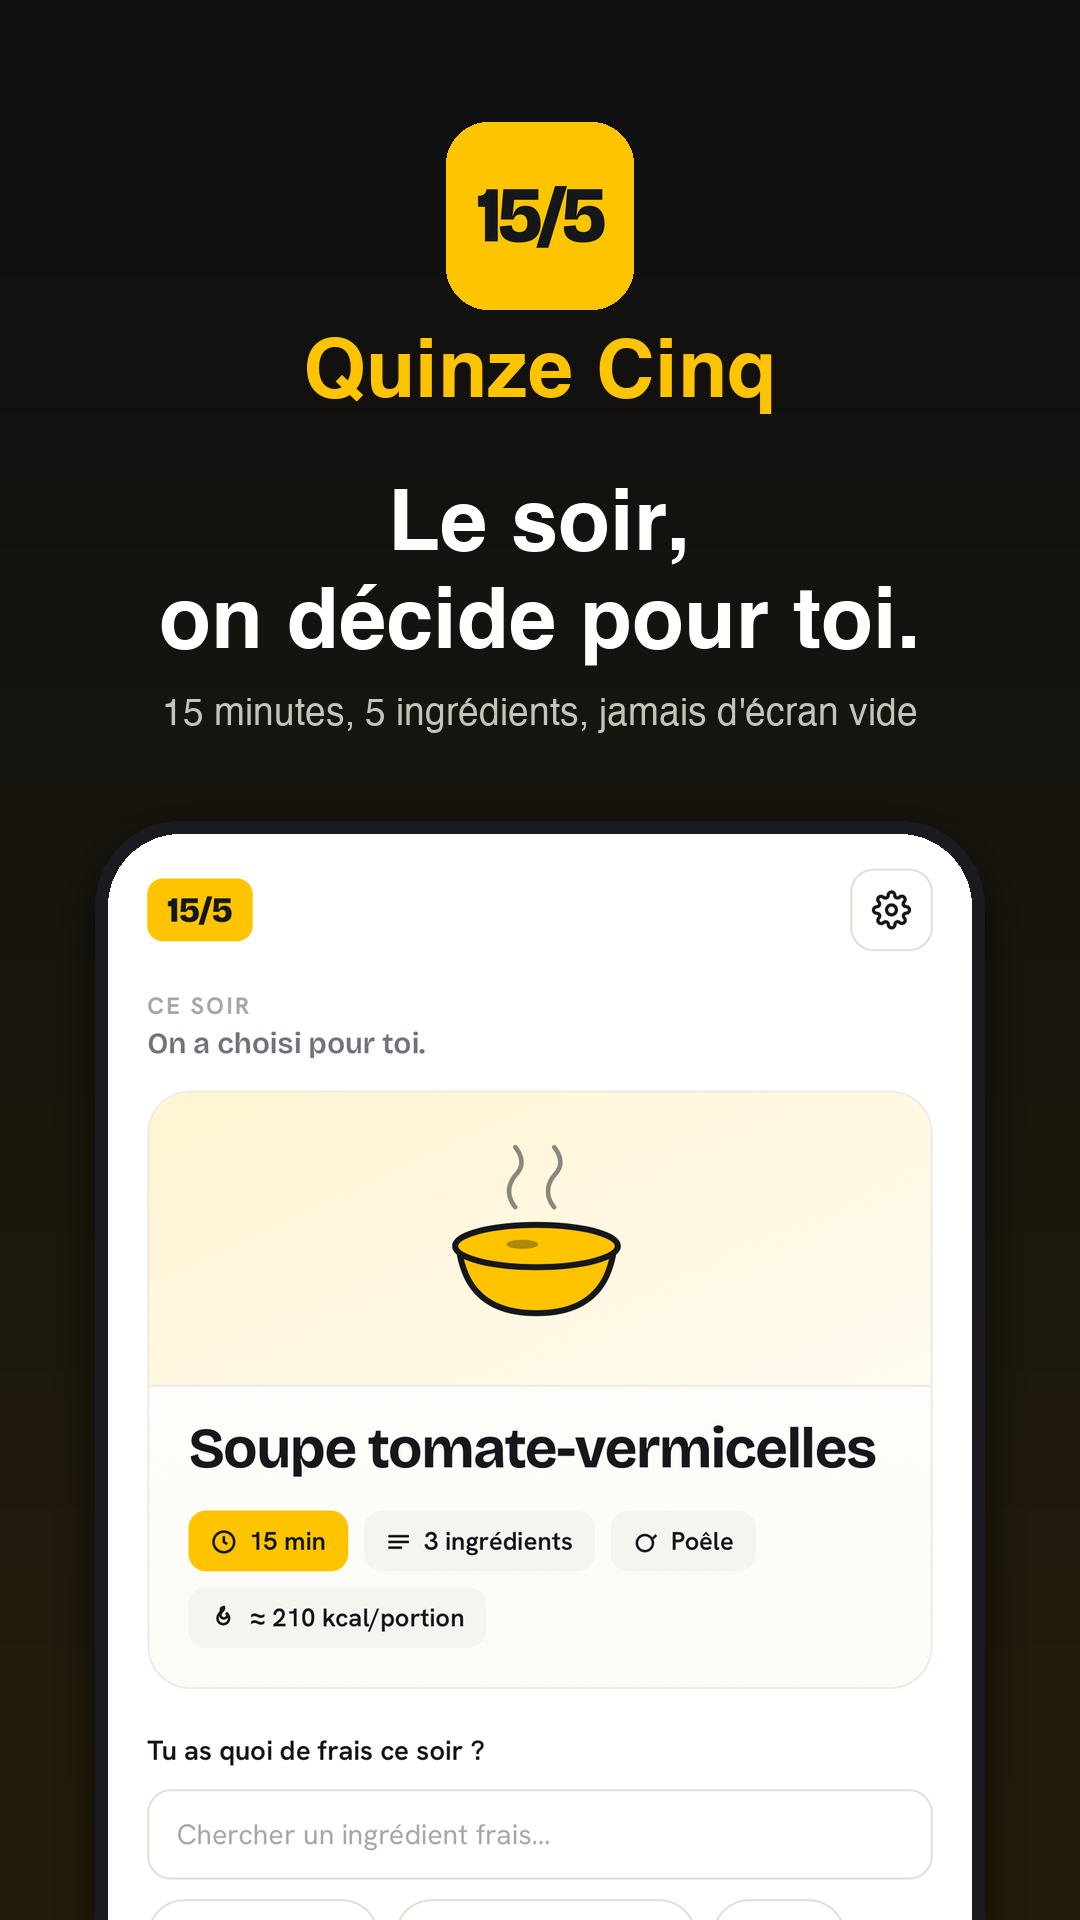 15/5
Quinze Cinq
Le soir,
on décide pour toi.
15 minutes, 5 ingrédients, jamais d'écran vide
15/5
CE SOIR
On a choisi pour toi.
Soupe tomate-vermicelles
15 min
3 ingrédients
Poêle
≈ 210 kcal/portion
Tu as quoi de frais ce soir ?
Chercher un ingrédient frais...